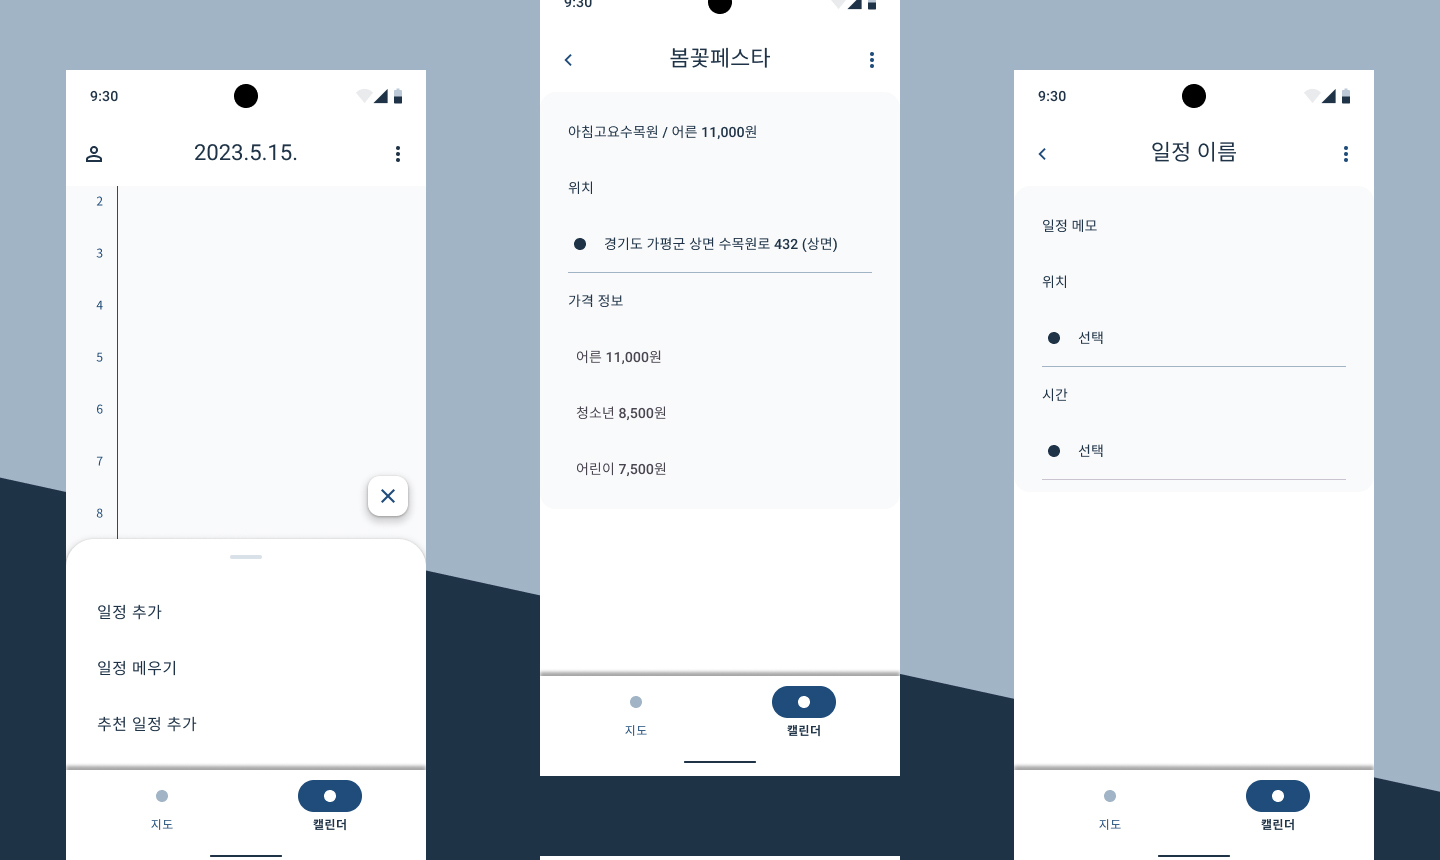 9:30
2023.5.15.
2
3
4
5
6
7
8
일정 추가
일정 메우기
추천 일정 추가
지도
캘린더
9:30
봄꽃페스타
아침고요수목원 / 어른 11,000원
위치
경기도 가평군 상면 수목원로 432 (상면)
가격 정보
어른 11,000원
청소년 8,500원
어린이 7,500원
지도
캘린더
9:30
일정 이름
일정 메모
위치
선택
시간
선택
지도
캘린더